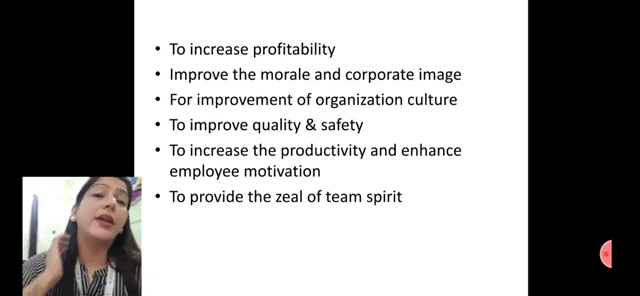 • To increase profitability
• Improve the morale and corporate image
• For improvement of organization culture
• To improve quality & safety
• To increase the productivity and enhance
employee motivation
• To provide the zeal of team spirit